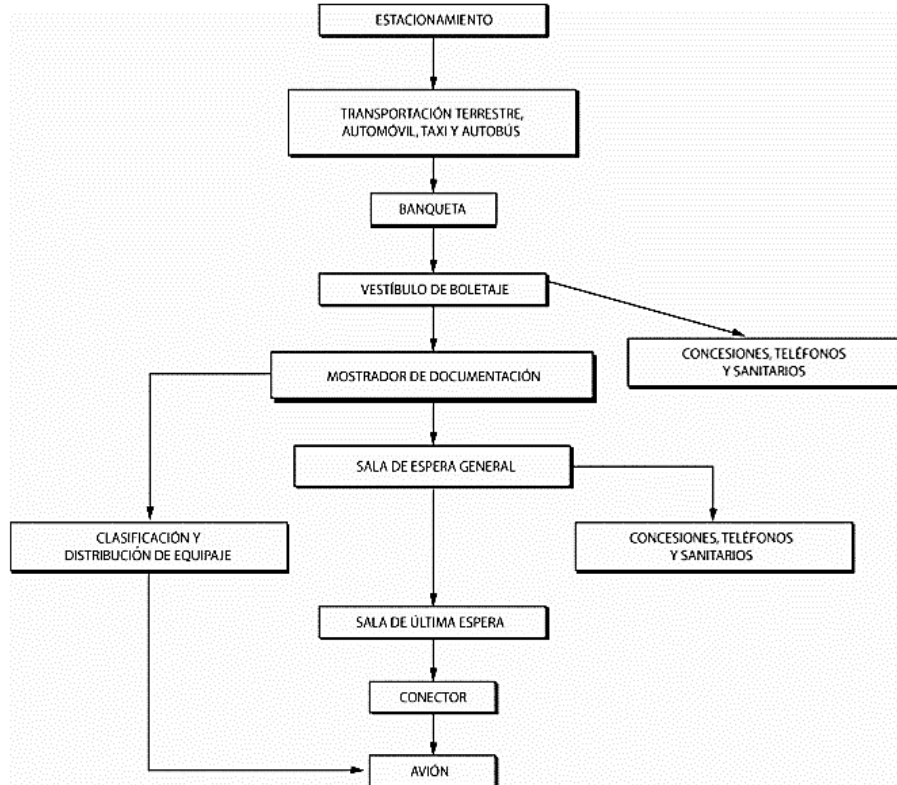 ESTACIONAMIENTO
TRANSPORTACIÓN TERRESTRE,
AUTOMÓVIL, TAXI Y AUTOBÚS
BANQUETA
VESTÍBULO DE BOLETAJE
CONCESIONES, TELÉFONOS
Y SANITARIOS
MOSTRADOR DE DOCUMENTACIÓN
SALA DE ESPERA GENERAL
CLASIFICACIÓN Y
DISTRIBUCIÓN DE EQUIPAJE
CONCESIONES, TELÉFONOS
Y SANITARIOS
SALA DE ÚLTIMA ESPERA
CONECTOR
AVIÓN